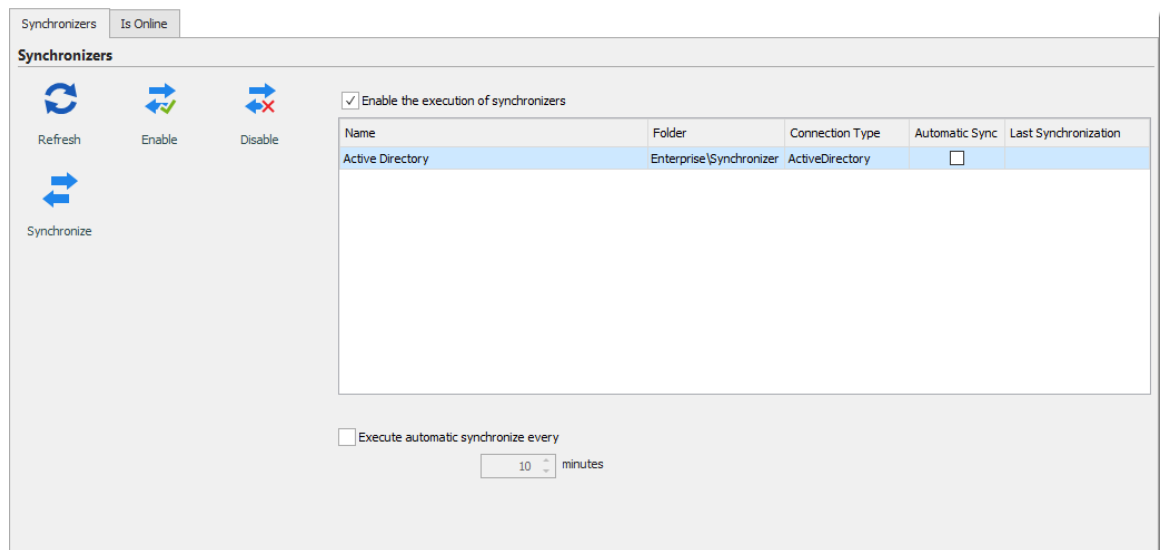 Synchronizers Is Online
Synchronizers
Refresh Enable Disable
Synchronize
Enable the execution of synchronizers
Name Folder Connection Type Automatic Sync Last Synchronization
Active Directory Enterprise\Synchronizer ActiveDirectory
Execute automatic synchronize every
10 minutes